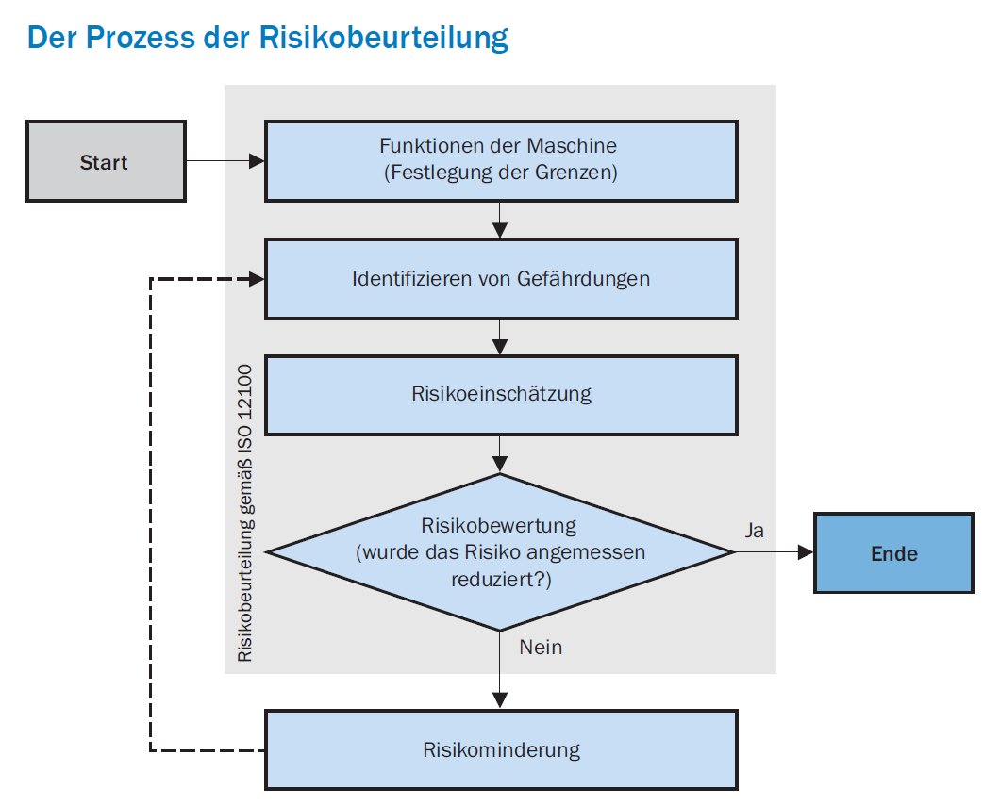 Der Prozess der Risikobeurteilung
Start
Funktionen der Maschine
(Festlegung der Grenzen)
Identifizieren von Gefährdungen
Risikoeinschätzung
Risikobeurteilung gemäß ISO 12100
Risikobewertung
(wurde das Risiko angemessen
reduziert?)
Ja
Ende
Nein
Risikominderung